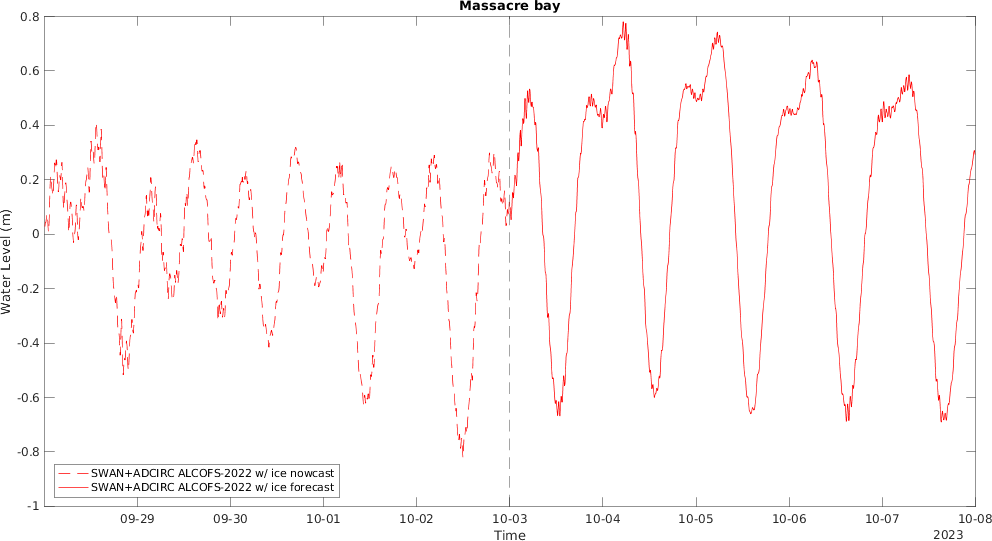 Massacre bay
Water Level (m)
0.8
0.6
0.4
0.2
0
-0.2
-0.4
-0.6
-0.8
-1
SWAN+ADCIRC ALCOFS-2022 w/ ice nowcast
SWAN+ADCIRC ALCOFS-2022 w/ ice forecast
09-29 09-30 10-01 10-02 10-03 10-04 10-05 10-06 10-07 10-08
Time
2023